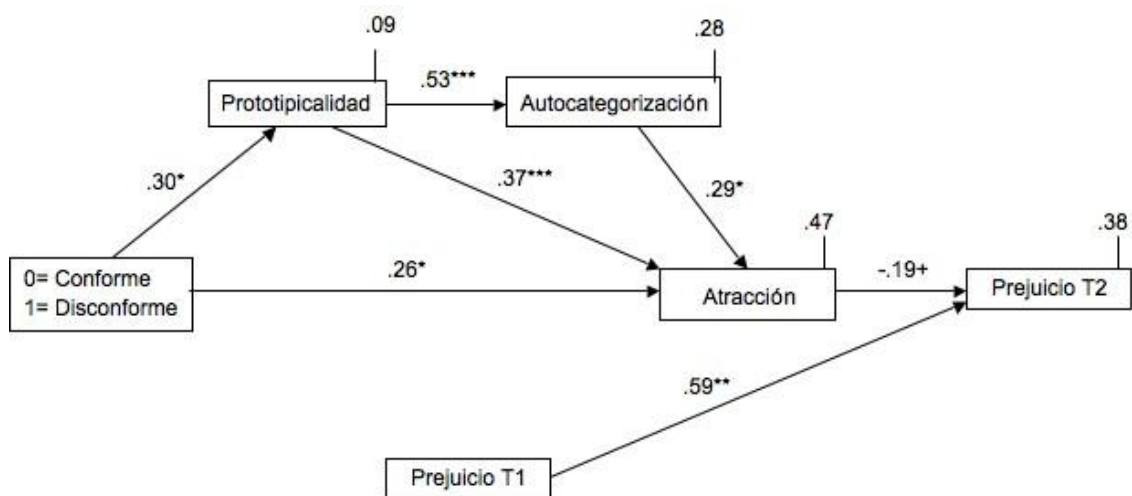 .09
.28
Prototipicalidad
.53***
Autocategorización
.30*
.37***
.29*
.47
.38
0= Conforme
1= Disconforme
.26*
Atracción
-.19+
Prejuicio T2
.59**
Prejuicio T1